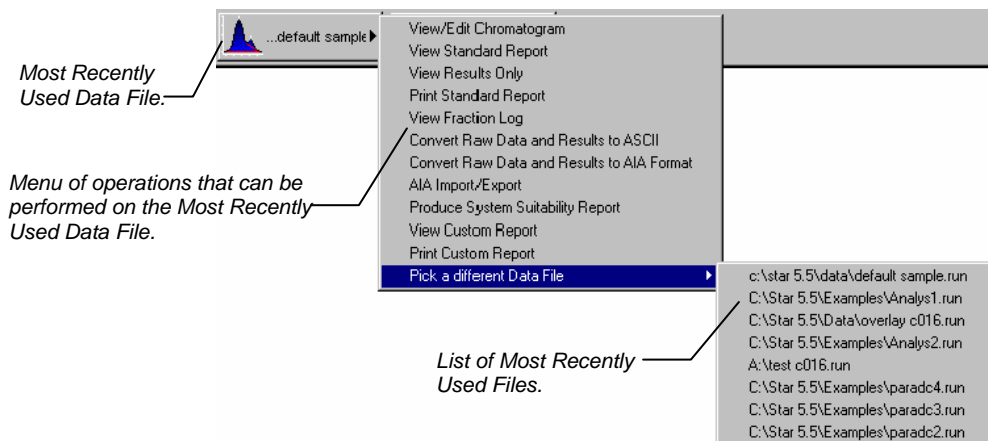 ...default sample
Most Recently
Used Data File.
View/Edit Chromatogram
View Standard Report
View Results Only
Print Standard Report
View Fraction Log
Convert Raw Data and Results to ASCII
Convert Raw Data and Results to AIA Format
AIA Import/Export
Produce System Suitability Report
View Custom Report
Print Custom Report
Pick a different Data File
Menu of operations that can be
performed on the Most Recently
Used Data File.
c:\star 5.5\data\default sample.run
C:\Star 5.5\Examples\Analys1.run
C:\Star 5.5\Data\overlay c016.run
C:\Star 5.5\Examples\Analys2.run
A:\test c016.run
C:\Star 5.5\Examples\paradc4.run
C:\Star 5.5\Examples\paradc3.run
C:\Star 5.5\Examples\paradc2.run
List of Most Recently
Used Files.